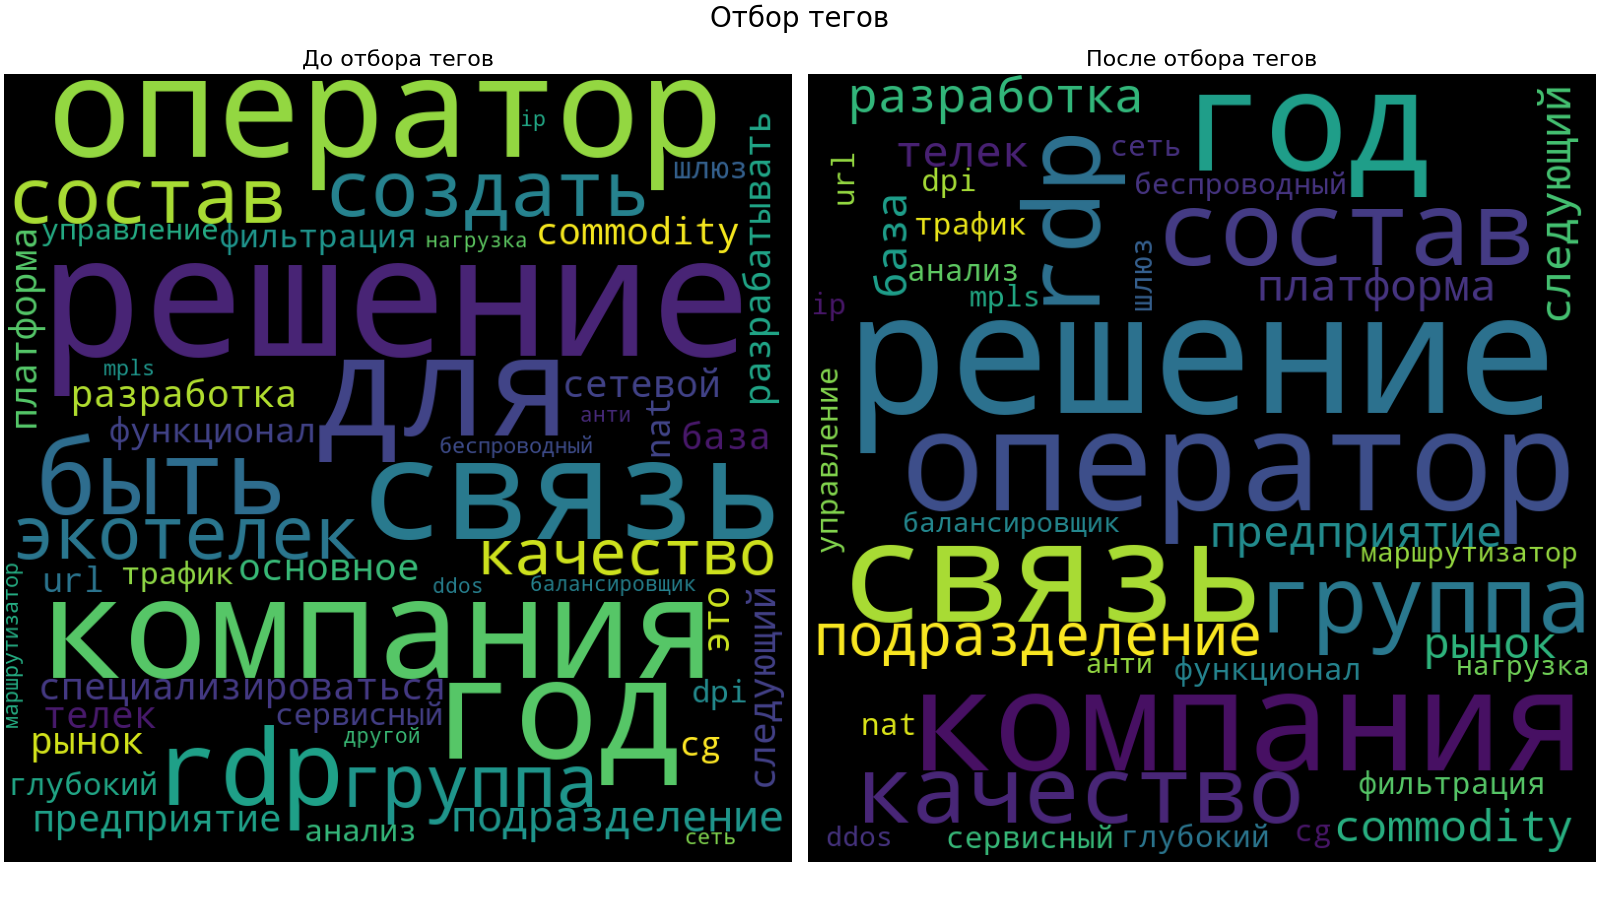 Отбор тегов
До отбора тегов
оператор
ip
состав
создать
шлюз
разрабатывать
управление
фильтрация
нагрузка
commodity
платформа
решение
mpls
разработка
для
сетевой
анти
nat
функционал
беспроводный
база
быть
связь
экотелек
качество
url
трафик
основное
ddos
балансировщик
маршрутизатор
компания
это
следующий
специализироваться
год
dpi
телек
сервисный
рынок
rdp
другой
cg
глубокий
группа
предприятие
анализ
подразделение
сеть
После отбора тегов
разработка
год
следующий
телек
rdp
сеть
url
dpi
беспроводный
база
трафик
состав
анализ
шлюз
mpls
платформа
ip
решение
управление
оператор
балансировщик
предприятие
связь
маршрутизатор
группа
подразделение
рынок
анти
функционал
нагрузка
nat
компания
качество
фильтрация
ddos
сервисный
глубокий
cg
commodity